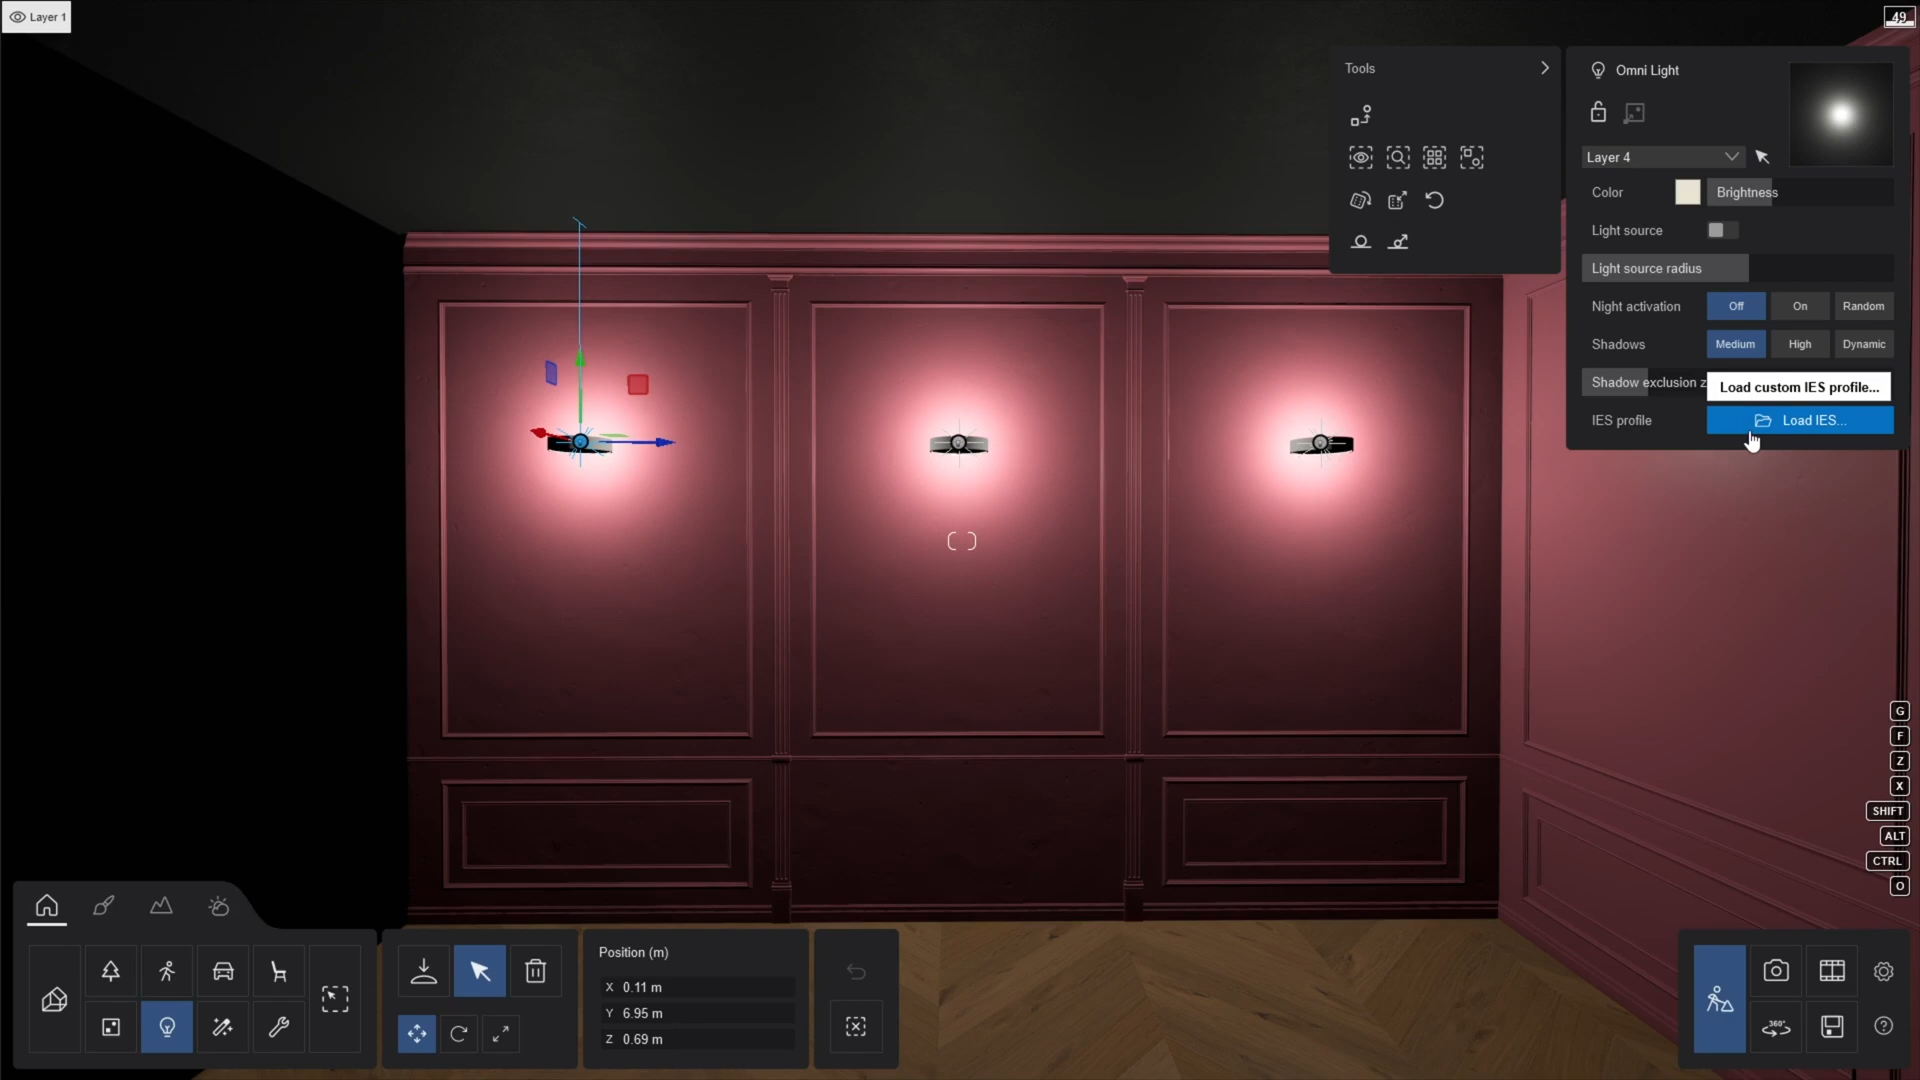 Layer 1
49
Tools
Omni Light
Layer 4
Color
Brightness
Light source
Light source radius
Night activation
Off
On
Random
Shadows
Medium
High
Dynamic
Shadow exclusion z
Load custom IES profile...
IES profile
Load IES...
G
F
Z
X
SHIFT
ALT
CTRL
O
Position (m)
X 0.11 m
Y 6.95 m
Z 0.69 m
360°